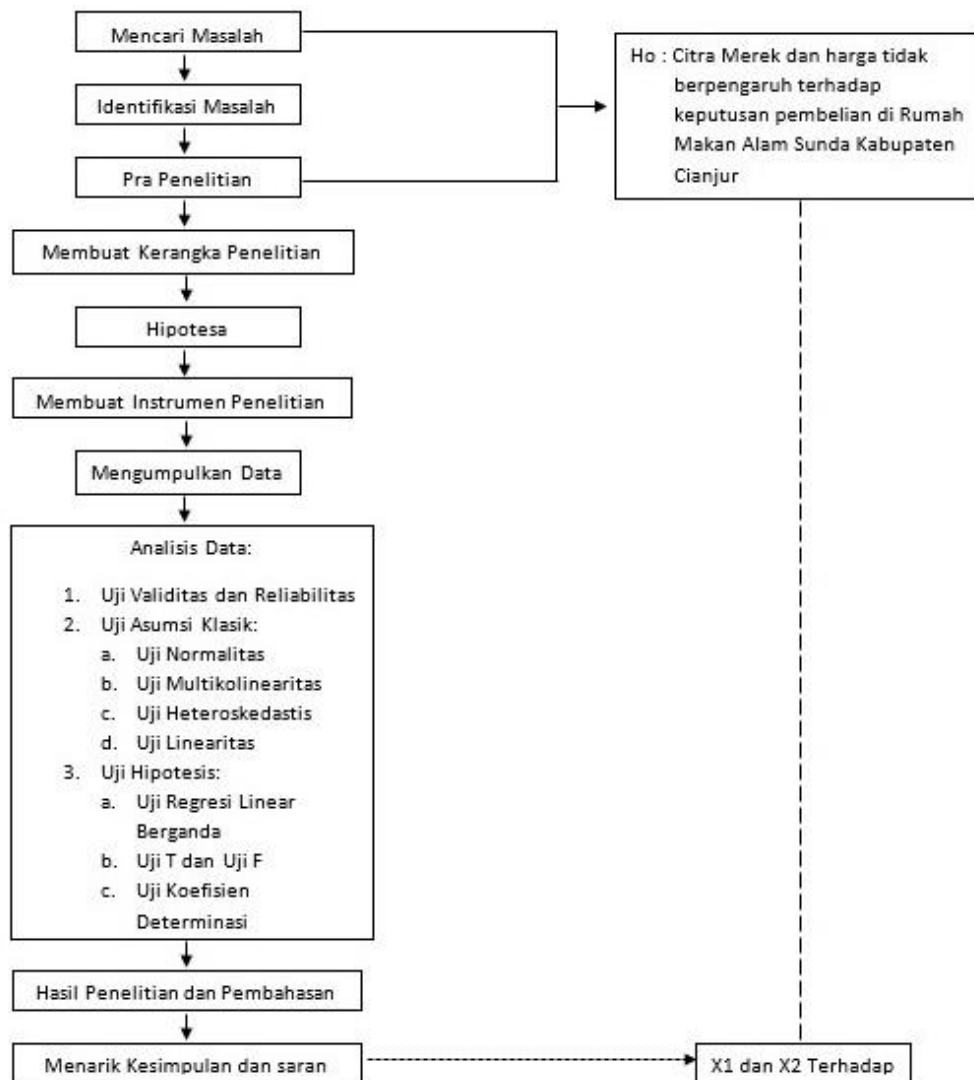 Mencari Masalah
Identifikasi Masalah
Pra Penelitian
Membuat Kerangka Penelitian
Hipotesa
Membuat Instrumen Penelitian
Mengumpulkan Data
Analisis Data:
1. Uji Validitas dan Reliabilitas
2. Uji Asumsi Klasik:
a. Uji Normalitas
b. Uji Multikolinearitas
c. Uji Heteroskedastis
d. Uji Linearitas
3. Uji Hipotesis:
a. Uji Regresi Linear
Berganda
b. Uji T dan Uji F
c. Uji Koefisien
Determinasi
Hasil Penelitian dan Pembahasan
Menarik Kesimpulan dan saran
Ho : Citra Merek dan harga tidak
berpengaruh terhadap
keputusan pembelian di Rumah
Makan Alam Sunda Kabupaten
Cianjur
X1 dan X2 Terhadap